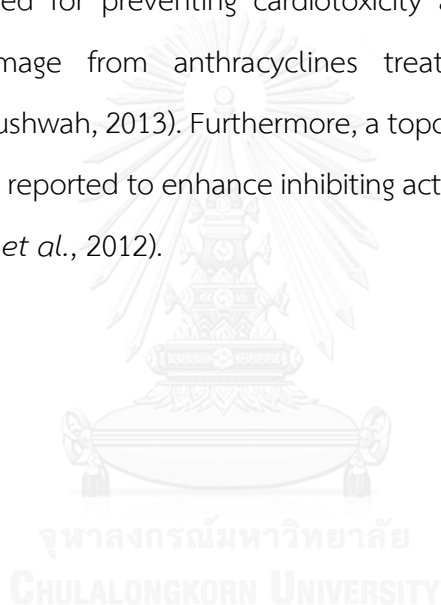 ed for preventing cardiotoxicity a
mage from anthracyclines treat
ushwah, 2013). Furthermore, a topo
reported to enhance inhibiting act
et al., 2012).
จุฬาลงกรณ์มหาวิทยาลัย
CHULALONGKORN UNIVERSITY